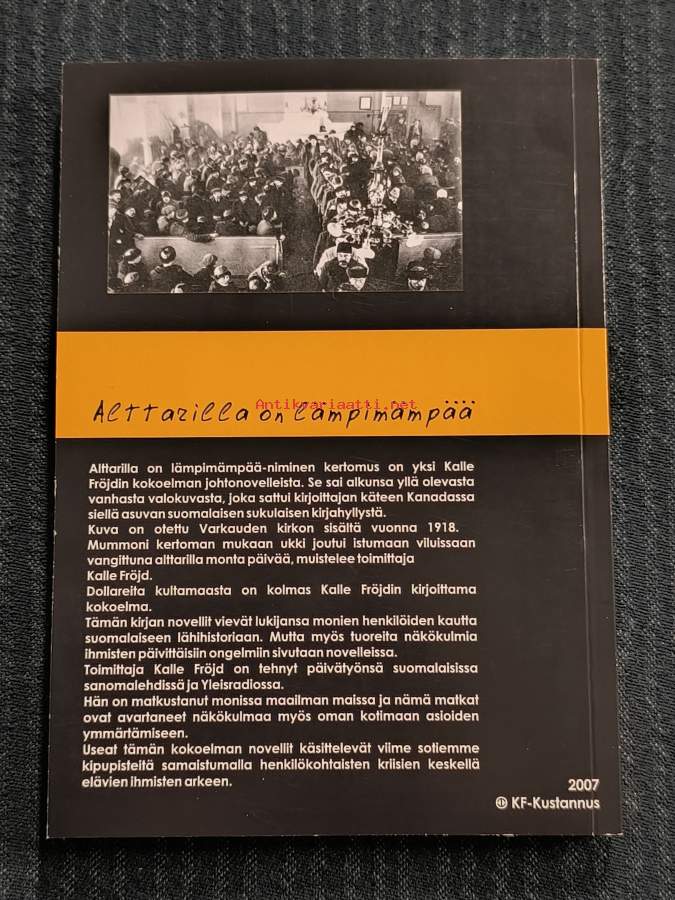 Antikvariaatti.net
Alttarilla on lämpimämpää
Alttarilla on lämpimämpää-niminen kertomus on yksi Kalle
Fröjdin kokoelman johtonovelleista. Se sai alkunsa yllä olevasta
vanhasta valokuvasta, joka sattui kirjoittajan käteen Kanadassa
siellä asuvan suomalaisen sukulaisen kirjahyllystä.
Kuva on otettu Varkauden kirkon sisältä vuonna 1918.
Mummoni kertoman mukaan ukki joutui istumaan viluissaan
vangittuna alttarilla monta päivää, muistelee toimittaja
Kalle Fröjd.
Dollareita kultamaasta on kolmas Kalle Fröjdin kirjoittama
kokoelma.
Tämän kirjan novellit vievät lukijansa monien henkilöiden kautta
suomalaiseen lähihistoriaan. Mutta myös tuoreita näkökulmia
ihmisten päivittäisiin ongelmiin sivutaan novelleissa.
Toimittaja Kalle Fröjd on tehnyt päivätyönsä suomalaisissa
sanomalehdissä ja Yleisradiossa.
Hän on matkustanut monissa maailman maissa ja nämä matkat
ovat avartaneet näkökulmaa myös oman kotimaan asioiden
ymmärtämiseen.
Useat tämän kokoelman novellit käsittelevät viime sotiemme
kipupisteitä samaistumalla henkilökohtaisten kriisien keskellä
elävien ihmisten arkeen.
2007
KF-Kustannus